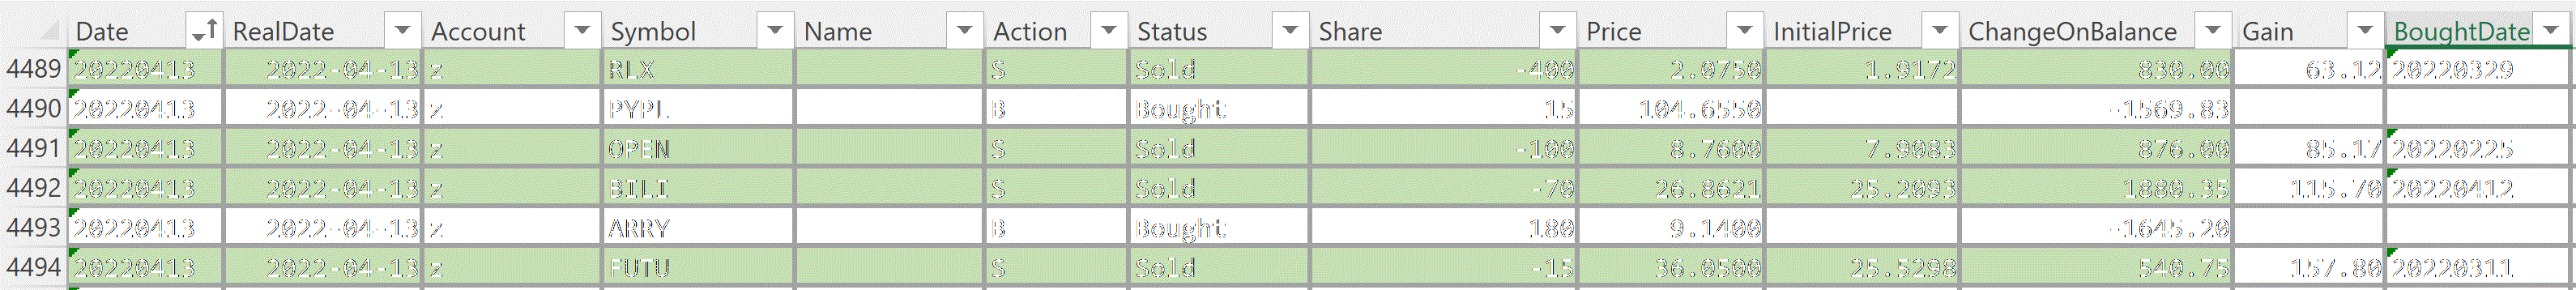 Date RealDate Account Symbol Name Action Status Share Price InitialPrice ChangeOnBalance Gain BoughtDate
4489 20220413 2022-04-13 z RLX S Sold -400 2.0750 1.9172 830.00 63.12 20220329
4490 20220413 2022-04-13 z PYPL B Bought 15 104.6550 -1569.83
4491 20220413 2022-04-13 z OPEN S Sold -100 8.7600 7.9083 876.00 85.17 20220225
4492 20220413 2022-04-13 z BILI S Sold -70 26.8621 25.2093 1880.35 115.70 20220412
4493 20220413 2022-04-13 z ARRY B Bought 180 9.1400 -1645.20
4494 20220413 2022-04-13 z FUTU S Sold -15 36.0500 25.5298 540.75 157.80 20220311